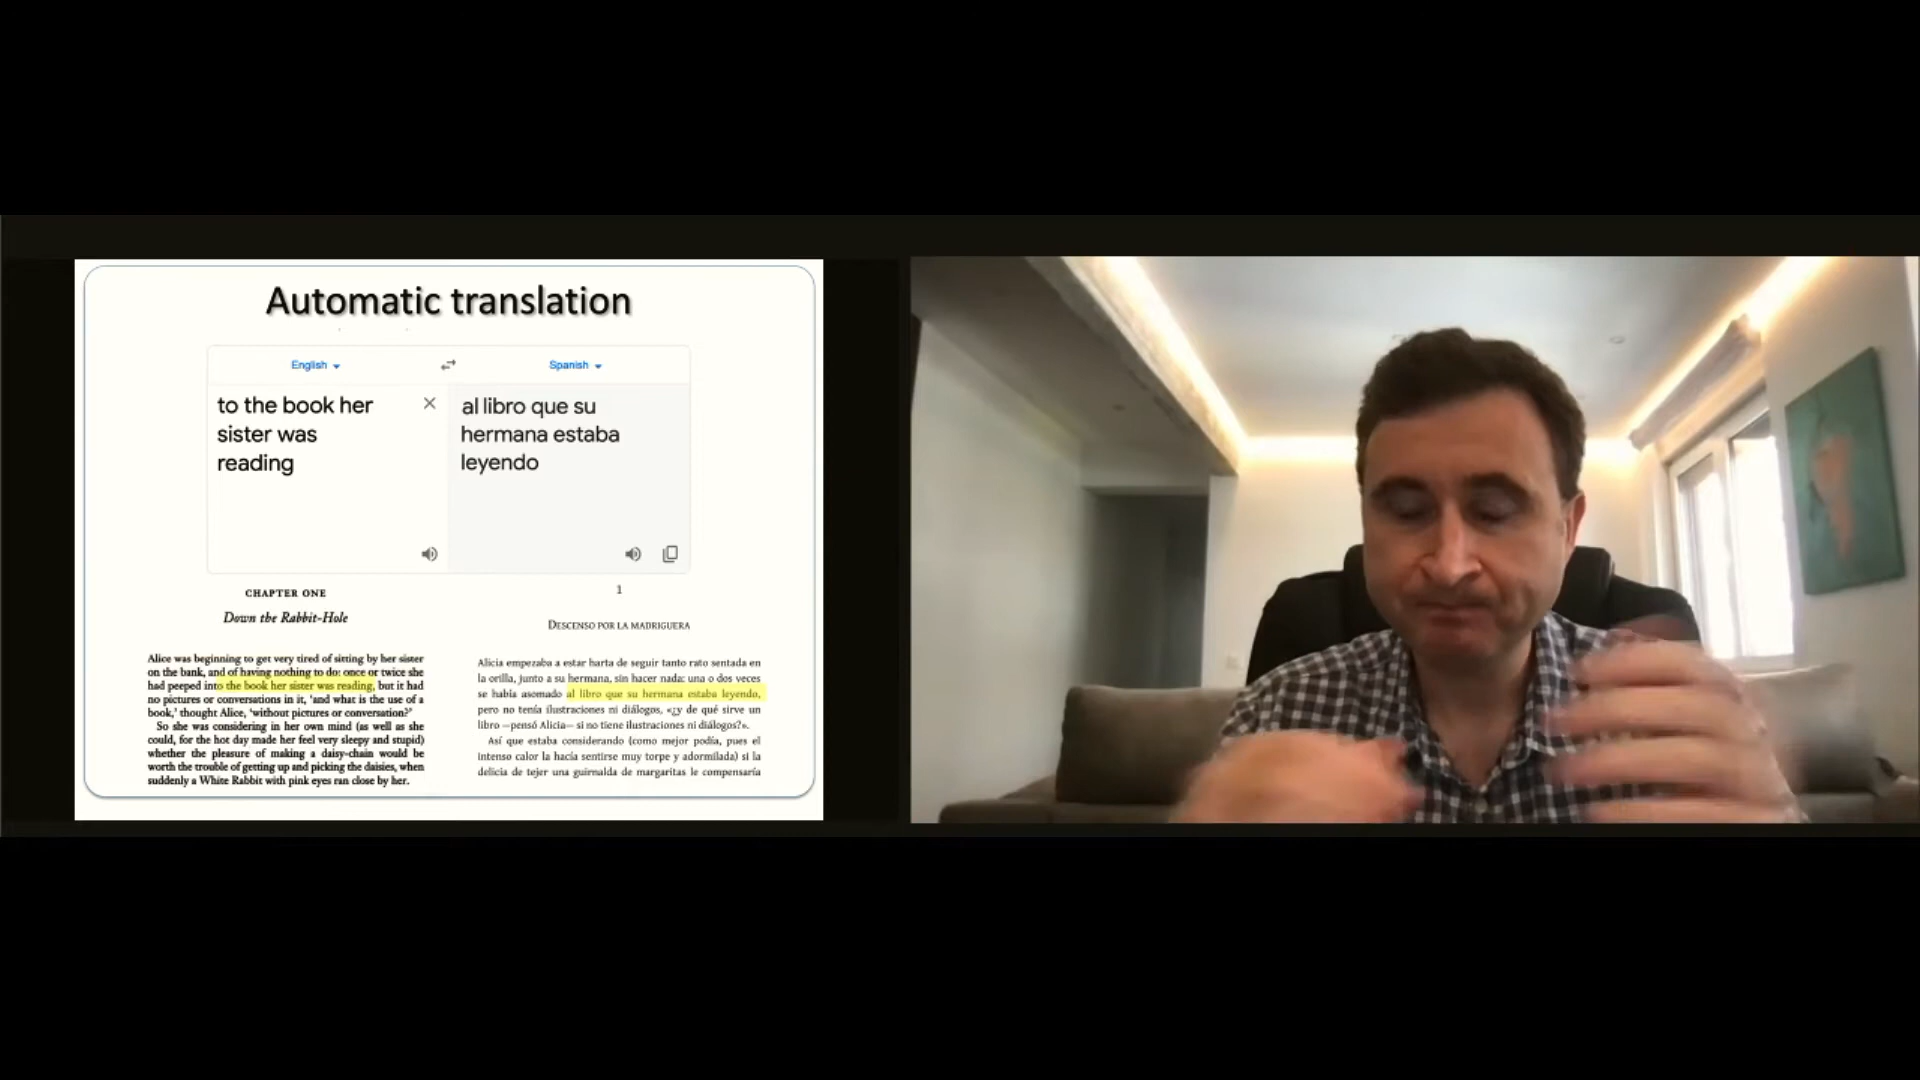 Automatic translation
English
Spanish
to the book her
sister was
reading
al libro que su
hermana estaba
leyendo
CHAPTER ONE
Down the Rabbit-Hole
Alice was beginning to get very tired of sitting by her sister
on the bank, and of having nothing to do: once or twice she
had peeped into the book her sister was reading, but it had
no pictures or conversations in it, 'and what is the use of a
book,' thought Alice, 'without pictures or conversation?'
So she was considering in her own mind (as well as she
could, for the hot day made her feel very sleepy and stupid)
whether the pleasure of making a daisy-chain would be
worth the trouble of getting up and picking the daisies, when
suddenly a White Rabbit with pink eyes ran close by her.
1
DESCENSO POR LA MADRIGUERA
Alicia empezaba a estar harta de seguir tanto rato sentada en
la orilla, junto a su hermana, sin hacer nada: una o dos veces
se había asomado al libro que su hermana estaba leyendo,
pero no tenía ilustraciones ni diálogos, «¿y de qué sirve un
libro —pensó Alicia— si no tiene ilustraciones ni diálogos?».
Así que estaba considerando (como mejor podía, pues el
intenso calor la hacía sentirse muy torpe y adormilada) si la
delicia de tejer una guirnalda de margaritas le compensaría